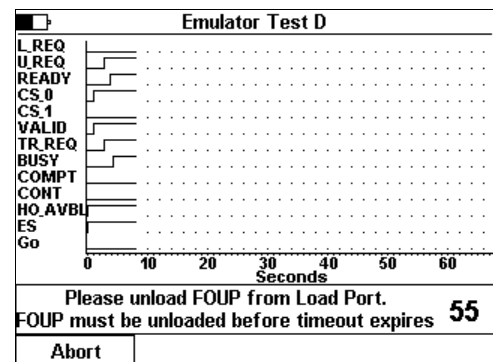 Emulator Test D
L_REQ
U_REQ
READY
CS_0
CS_1
VALID
TR_REQ
BUSY
COMPT
CONT
HO_AVBL
ES
Go
0 10 20 30 40 50 60
Seconds
Please unload FOUP from Load Port.
FOUP must be unloaded before timeout expires 55
Abort